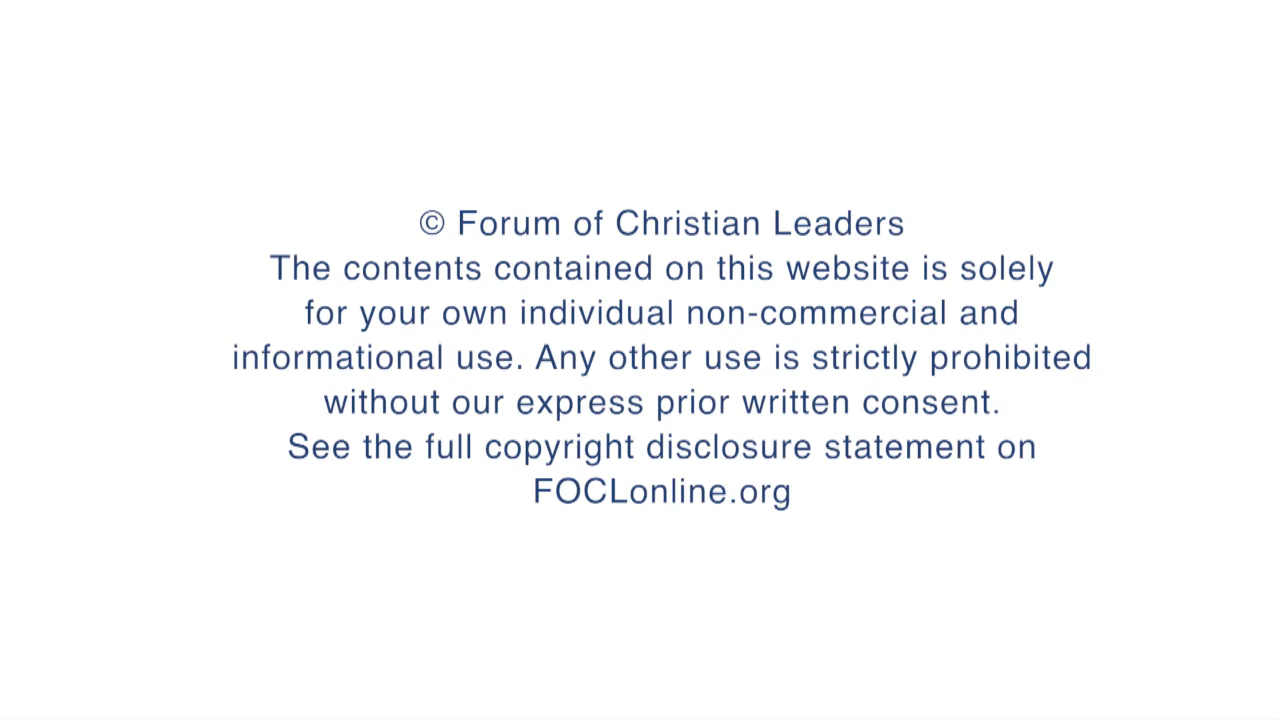 © Forum of Christian Leaders
The contents contained on this website is solely
for your own individual non-commercial and
informational use. Any other use is strictly prohibited
without our express prior written consent.
See the full copyright disclosure statement on
FOCLonline.org